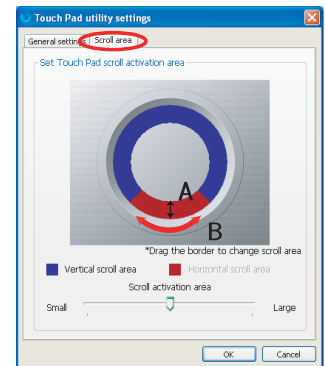 Touch Pad utility settings
General settings Scroll area
Set Touch Pad scroll activation area
A
B
*Drag the border to change scroll area
Vertical scroll area Horizontal scroll area
Scroll activation area
Small Large
OK Cancel